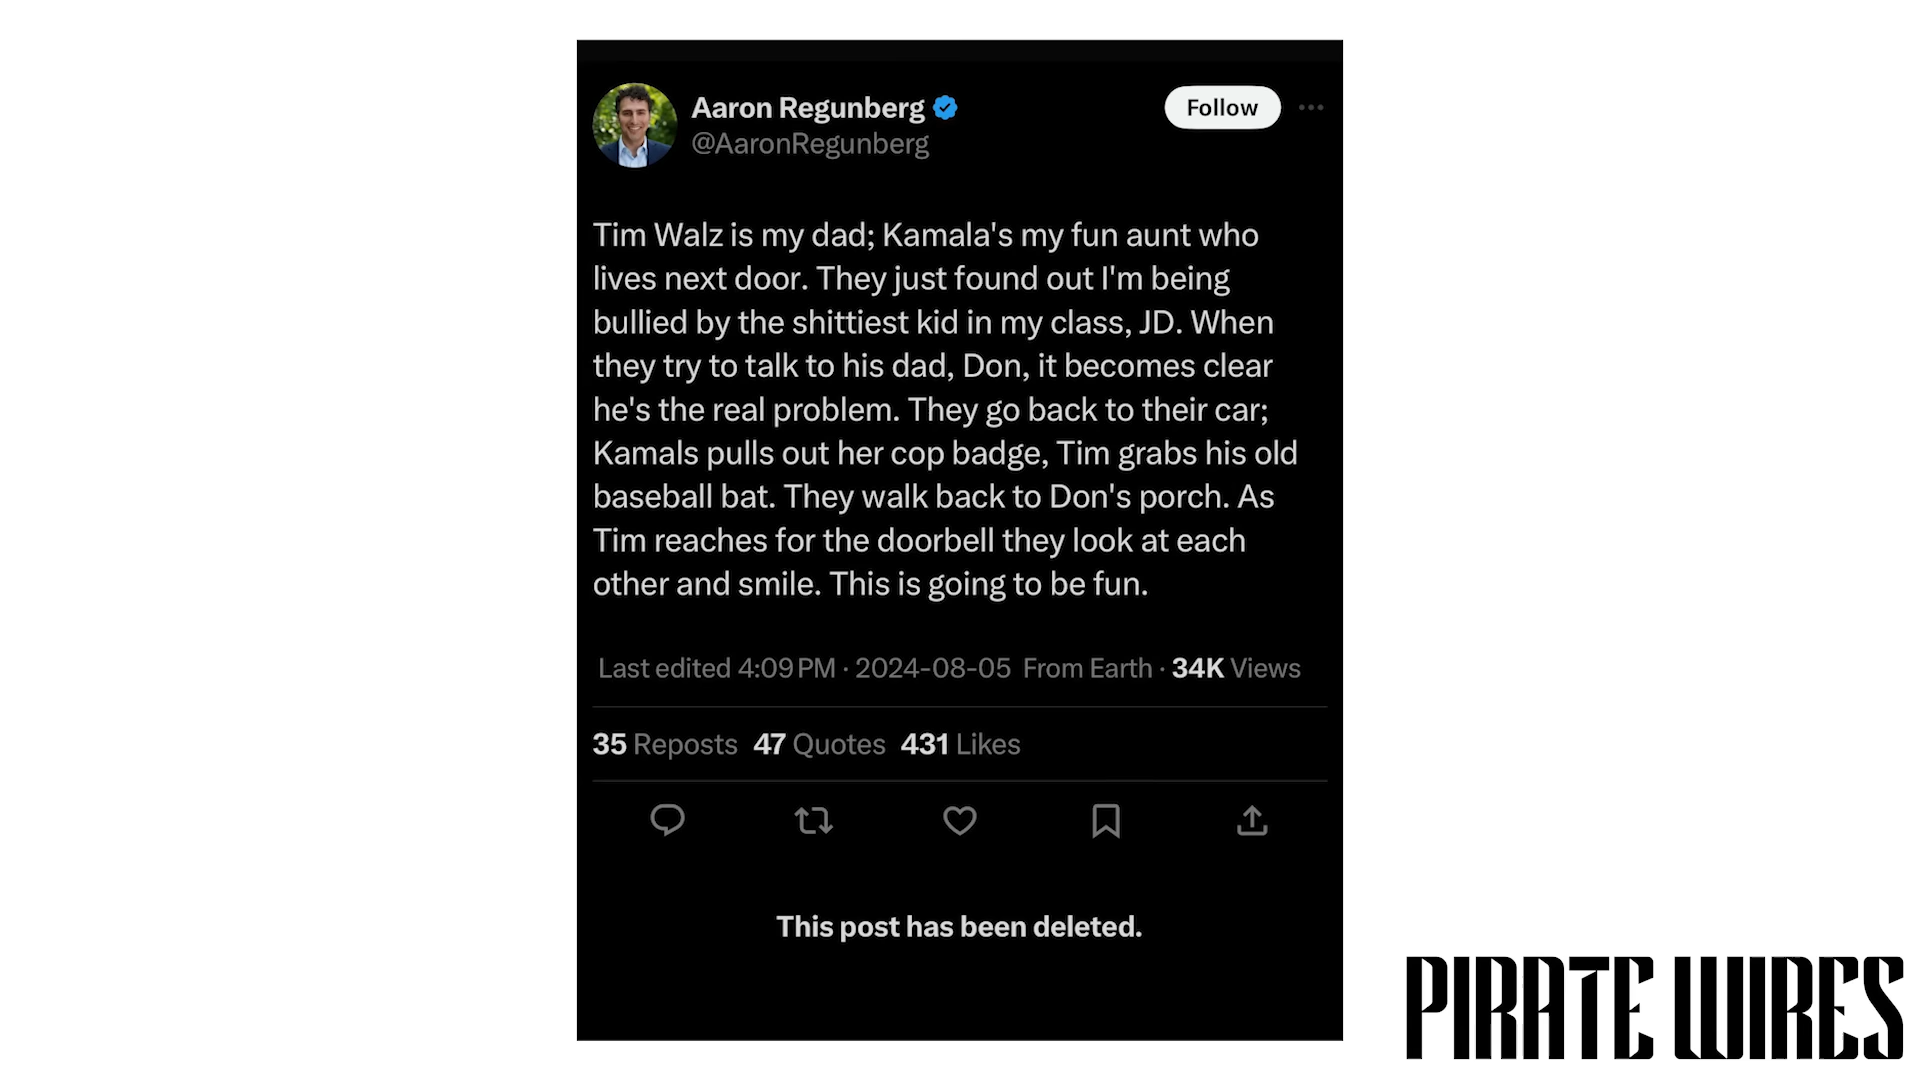 Aaron Regunberg
@AaronRegunberg
Follow
Tim Walz is my dad; Kamala's my fun aunt who
lives next door. They just found out I'm being
bullied by the shittiest kid in my class, JD. When
they try to talk to his dad, Don, it becomes clear
he's the real problem. They go back to their car;
Kamals pulls out her cop badge, Tim grabs his old
baseball bat. They walk back to Don's porch. As
Tim reaches for the doorbell they look at each
other and smile. This is going to be fun.
Last edited 4:09 PM · 2024-08-05 From Earth · 34K Views
35 Reposts 47 Quotes 431 Likes
This post has been deleted.
PIRATE WIRES